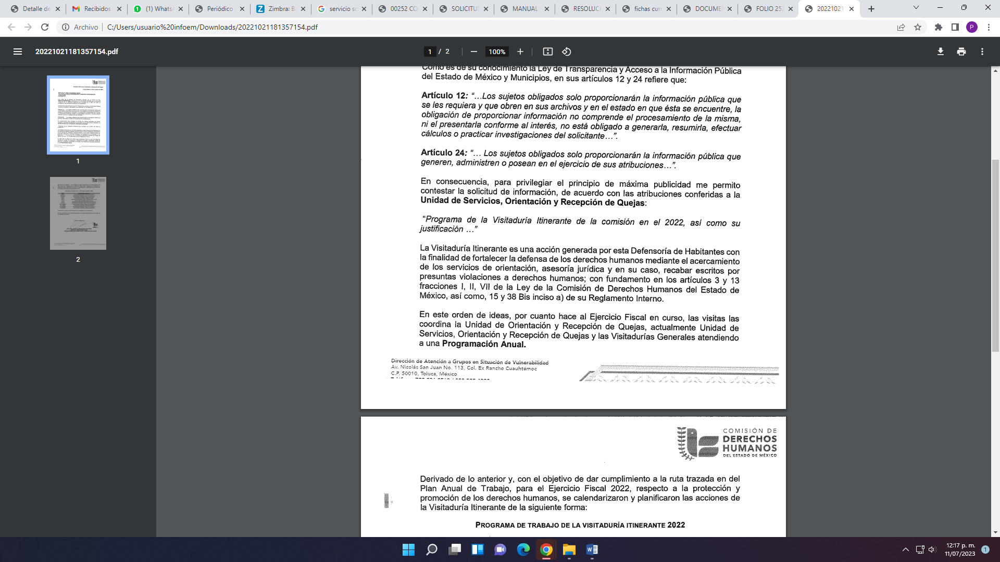 Detalle de
Recibidos
(1) Whats
Periódico
Zimbra: B
servicio so
00252 CO
SOLICITU
MANUAL
RESOLUC
fichas cur
DOCUME
FOLIO 252
20221021
Archivo C:/Users/usuario%20infoem/Downloads/20221021181357154.pdf
P
20221021181357154.pdf
1 / 2
100%
1
2
Como es de su conocimiento la Ley de Transparencia y Acceso a la Información Pública
del Estado de México y Municipios, en sus artículos 12 y 24 refiere que:
Artículo 12: “…Los sujetos obligados solo proporcionarán la información pública que
se les requiera y que obren en sus archivos y en el estado en que ésta se encuentre, la
obligación de proporcionar información no comprende el procesamiento de la misma,
ni el presentarla conforme al interés, no está obligado a generarla, resumirla, efectuar
cálculos o practicar investigaciones del solicitante…”.
Artículo 24: “… Los sujetos obligados solo proporcionarán la información pública que
generen, administren o posean en el ejercicio de sus atribuciones…”.
En consecuencia, para privilegiar el principio de máxima publicidad me permito
contestar la solicitud de información, de acuerdo con las atribuciones conferidas a la
Unidad de Servicios, Orientación y Recepción de Quejas:
“Programa de la Visitaduría Itinerante de la comisión en el 2022, así como su
justificación …”
La Visitaduría Itinerante es una acción generada por esta Defensoría de Habitantes con
la finalidad de fortalecer la defensa de los derechos humanos mediante el acercamiento
de los servicios de orientación, asesoría jurídica y en su caso, recabar escritos por
presuntas violaciones a derechos humanos; con fundamento en los artículos 3 y 13
fracciones I, II, VII de la Ley de la Comisión de Derechos Humanos del Estado de
México, así como, 15 y 38 Bis inciso a) de su Reglamento Interno.
En este orden de ideas, por cuanto hace al Ejercicio Fiscal en curso, las visitas las
coordina la Unidad de Orientación y Recepción de Quejas, actualmente Unidad de
Servicios, Orientación y Recepción de Quejas y las Visitadurías Generales atendiendo
a una Programación Anual.
Dirección de Atención a Grupos en Situación de Vulnerabilidad
Av. Nicolás San Juan No. 113, Col. Ex Rancho Cuauhtémoc
C.P. 50010, Toluca, México
COMISIÓN DE
DERECHOS
HUMANOS
DEL ESTADO DE MÉXICO
Derivado de lo anterior y, con el objetivo de dar cumplimiento a la ruta trazada en del
Plan Anual de Trabajo, para el Ejercicio Fiscal 2022, respecto a la protección y
promoción de los derechos humanos, se calendarizaron y planificaron las acciones de
la Visitaduría Itinerante de la siguiente forma:
PROGRAMA DE TRABAJO DE LA VISITADURÍA ITINERANTE 2022
12:17 p. m.
11/07/2023
1